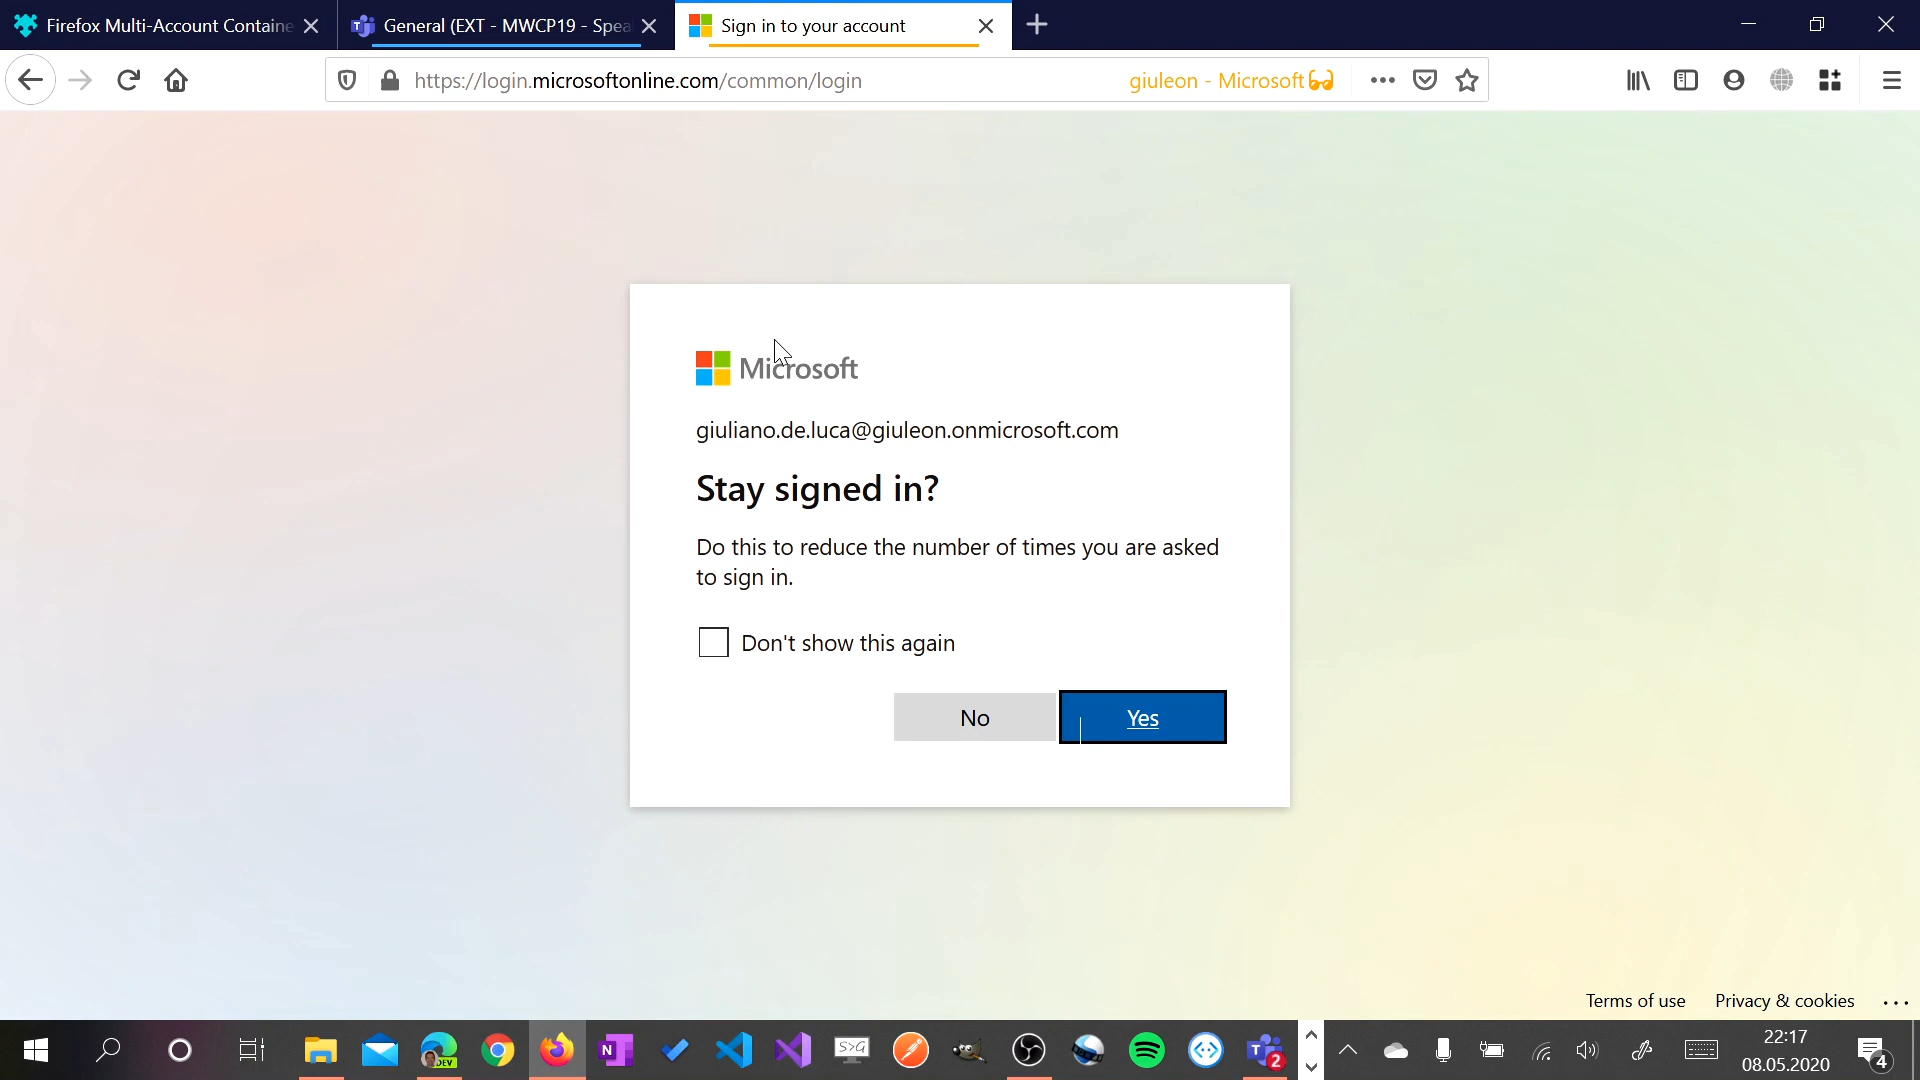 Firefox Multi-Account Containe
General (EXT - MWCP19 - Spea
Sign in to your account
https://login.microsoftonline.com/common/login
giuleon - Microsoft
Microsoft
giuliano.de.luca@giuleon.onmicrosoft.com
Stay signed in?
Do this to reduce the number of times you are asked
to sign in.
Don't show this again
No
Yes
Terms of use
Privacy & cookies
DEV
N
S>G
T
2
22:17
08.05.2020
4